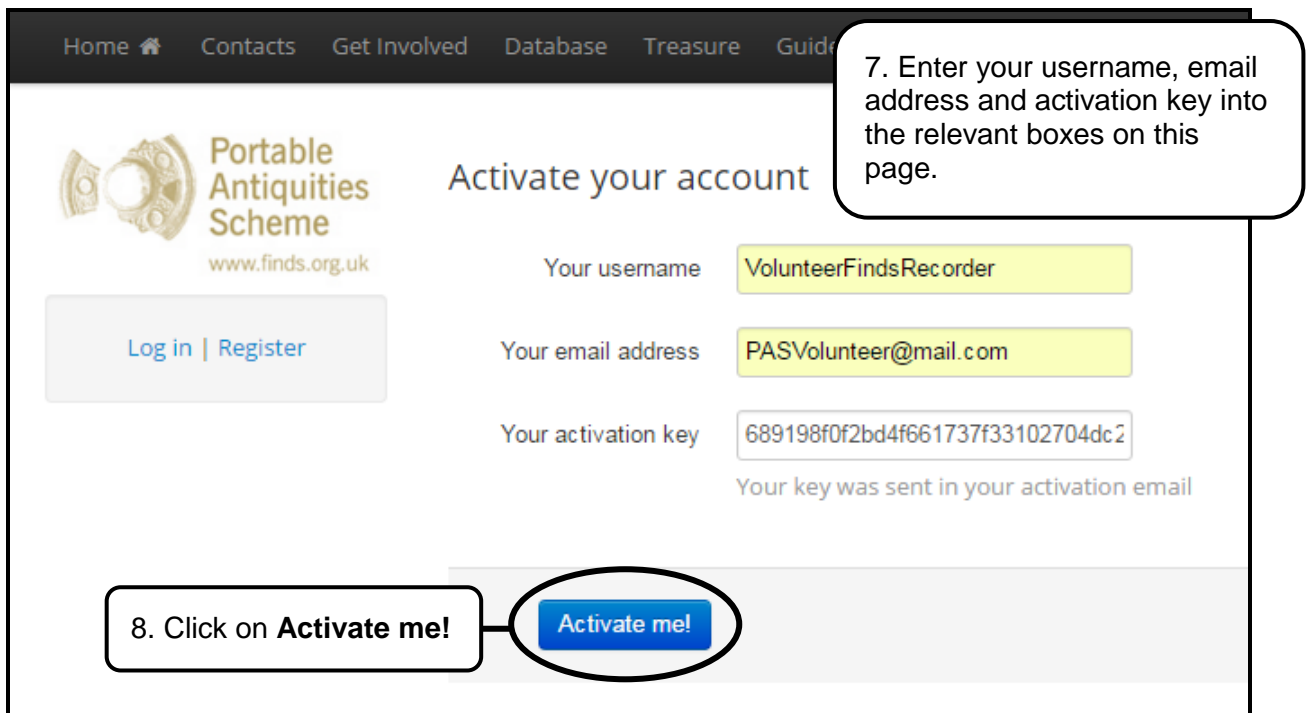 Home Contacts Get Involved Database Treasure Guide
7. Enter your username, email
address and activation key into
the relevant boxes on this
page.
Portable
Antiquities
Scheme
www.finds.org.uk
Log in | Register
Activate your account
Your username VolunteerFindsRecorder
Your email address PASVolunteer@mail.com
Your activation key 689198f0f2bd4f661737f33102704dc2
Your key was sent in your activation email
8. Click on Activate me!
Activate me!